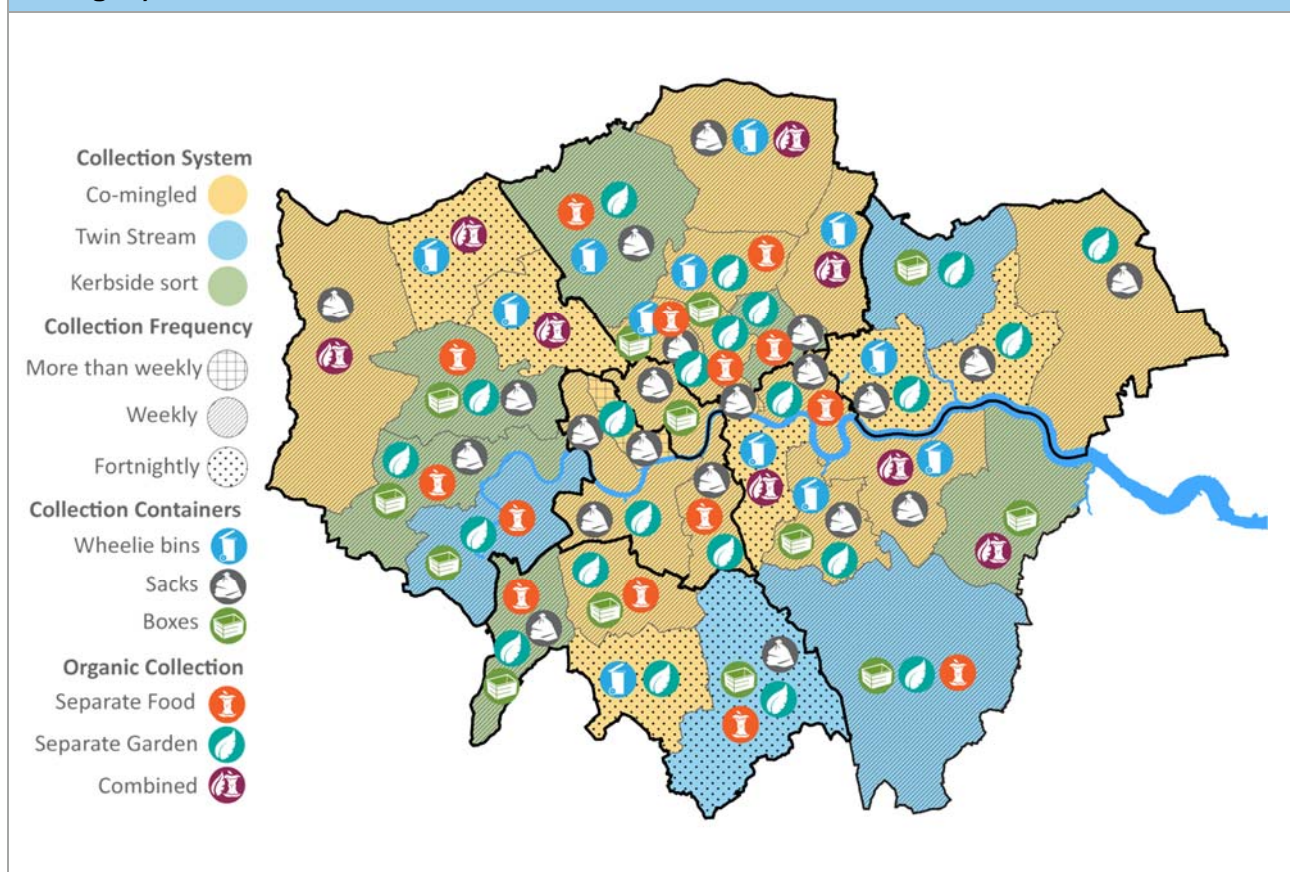 Collection System
Co-mingled
Twin Stream
Kerbside sort
Collection Frequency
More than weekly
Weekly
Fortnightly
Collection Containers
Wheelie bins
Sacks
Boxes
Organic Collection
Separate Food
Separate Garden
Combined